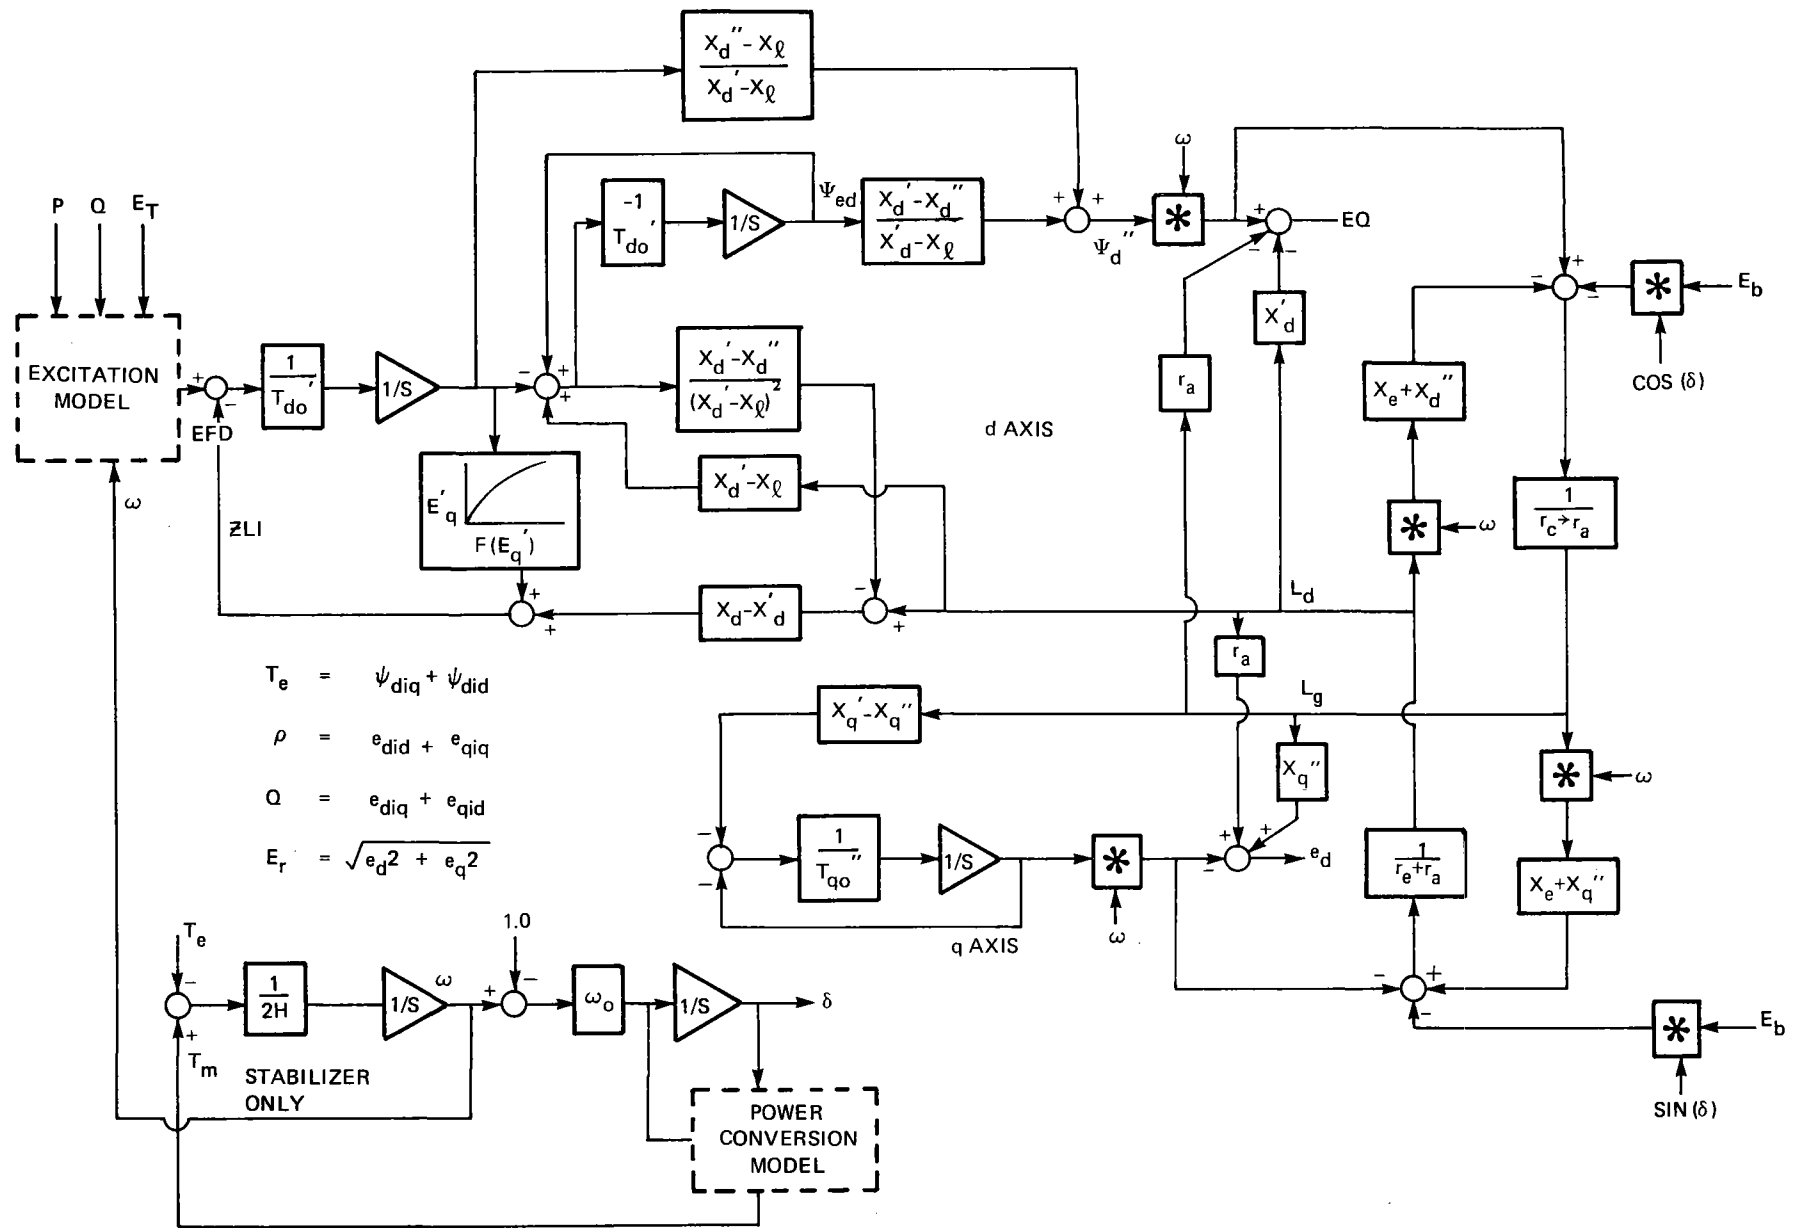 X_d'' - X_ℓ
X_d' - X_ℓ
ω
P Q E_T
-1
T_do'
1/S
Ψ_ed
X_d' - X_d''
X_d' - X_ℓ
+
+
Ψ_d''
*
+
-
-
EQ
+
-
-
*
E_b
COS (δ)
EXCITATION
MODEL
+
-
EFD
1
T_do'
1/S
-
+
+
X_d' - X_d''
(X_d' - X_ℓ)²
r_a
X_d'
X_e + X_d''
d AXIS
ω
ƵLI
E_q'
F(E_q')
X_d' - X_ℓ
*
ω
1
r_c → r_a
+
+
X_d - X_d'
-
+
L_d
r_a
T_e = ψ_diq + ψ_did
ρ = e_did + e_qiq
Q = e_diq + e_qid
E_r = √e_d2 + e_q2
X_q' - X_q''
L_g
X_q''
*
ω
-
-
1
T_qo''
1/S
*
ω
+
+
-
e_d
1
r_e + r_a
X_e + X_q''
q AXIS
-
+
-
*
E_b
SIN (δ)
T_e
-
+
T_m
1
2H
1/S
ω
1.0
+
-
ω_o
1/S
δ
STABILIZER
ONLY
POWER
CONVERSION
MODEL